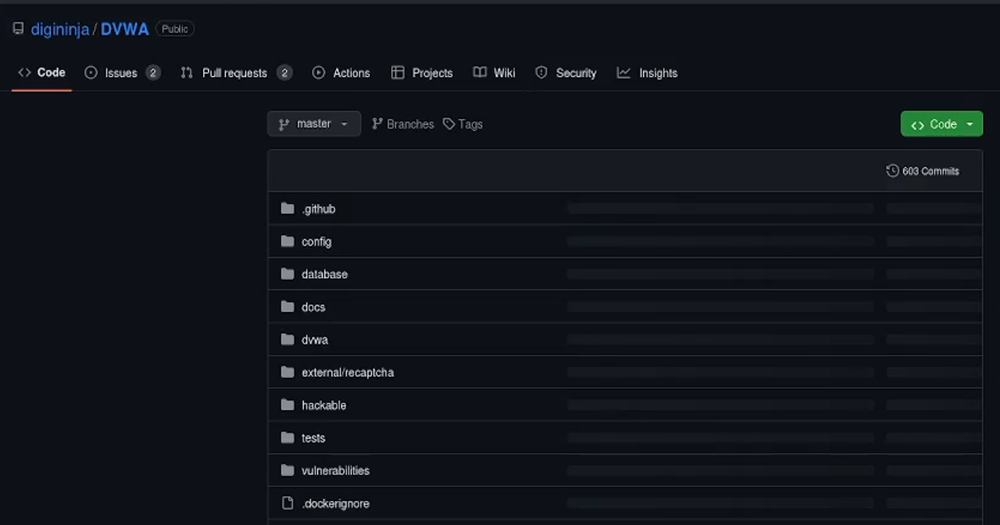 digininja / DVWA Public
Code Issues 2 Pull requests 2 Actions Projects Wiki Security Insights
master Branches Tags Code
603 Commits
.github
config
database
docs
dvwa
external/recaptcha
hackable
tests
vulnerabilities
.dockerignore